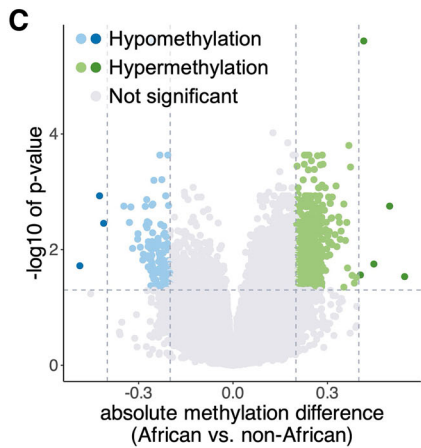 C
Hypomethylation
Hypermethylation
Not significant
-log10 of p-value
4
2
0
-0.3 0.0 0.3
absolute methylation difference
(African vs. non-African)